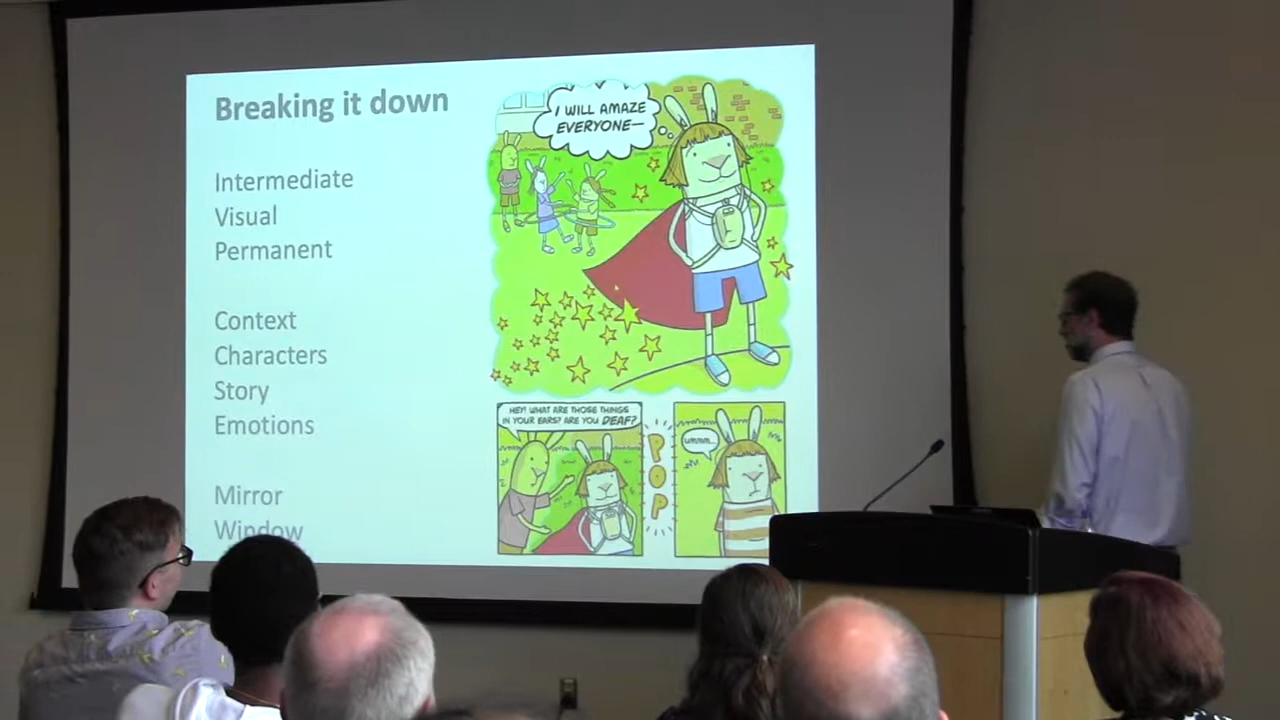 Breaking it down
Intermediate
Visual
Permanent
Context
Characters
Story
Emotions
Mirror
Window
I WILL AMAZE
EVERYONE—
HEY! WHAT ARE THOSE THINGS
IN YOUR EARS? ARE YOU DEAF?
POP
UMMM...